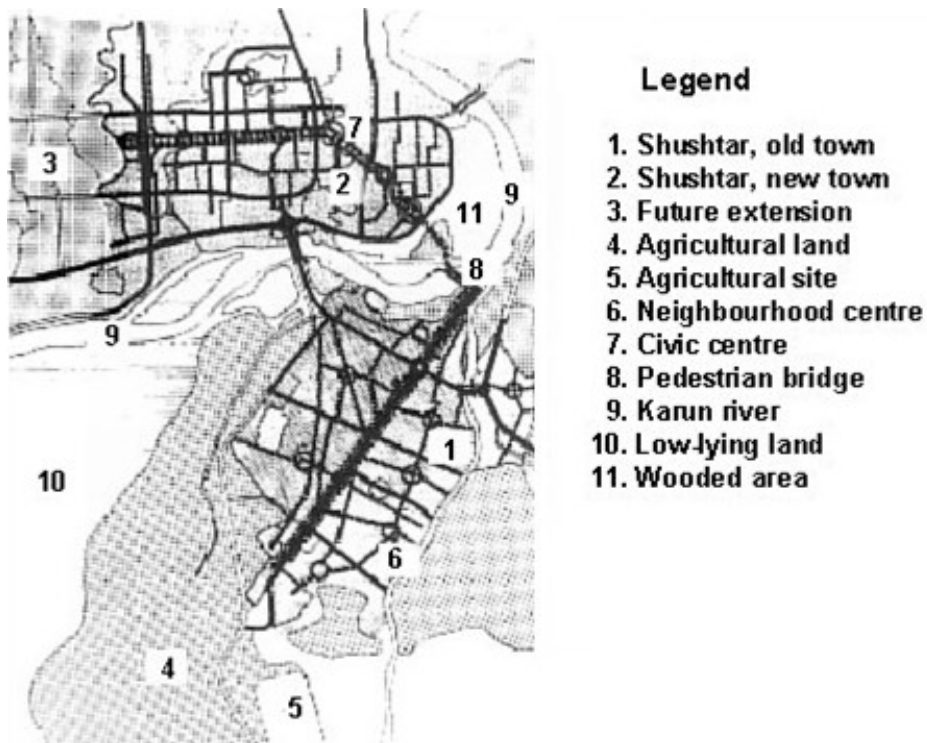 Legend
1. Shushtar, old town
2. Shushtar, new town
3. Future extension
4. Agricultural land
5. Agricultural site
6. Neighbourhood centre
7. Civic centre
8. Pedestrian bridge
9. Karun river
10. Low-lying land
11. Wooded area
7
3
2
9
11
8
9
1
10
6
4
5